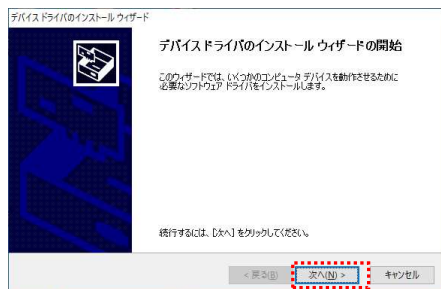 デバイス ドライバのインストール ウィザード
デバイス ドライバのインストール ウィザードの開始
このウィザードでは、いくつかのコンピュータ デバイスを動作させるために
必要なソフトウェア ドライバをインストールします。
続行するには、[次へ] をクリックしてください。
< 戻る(B)
次へ(N) >
キャンセル